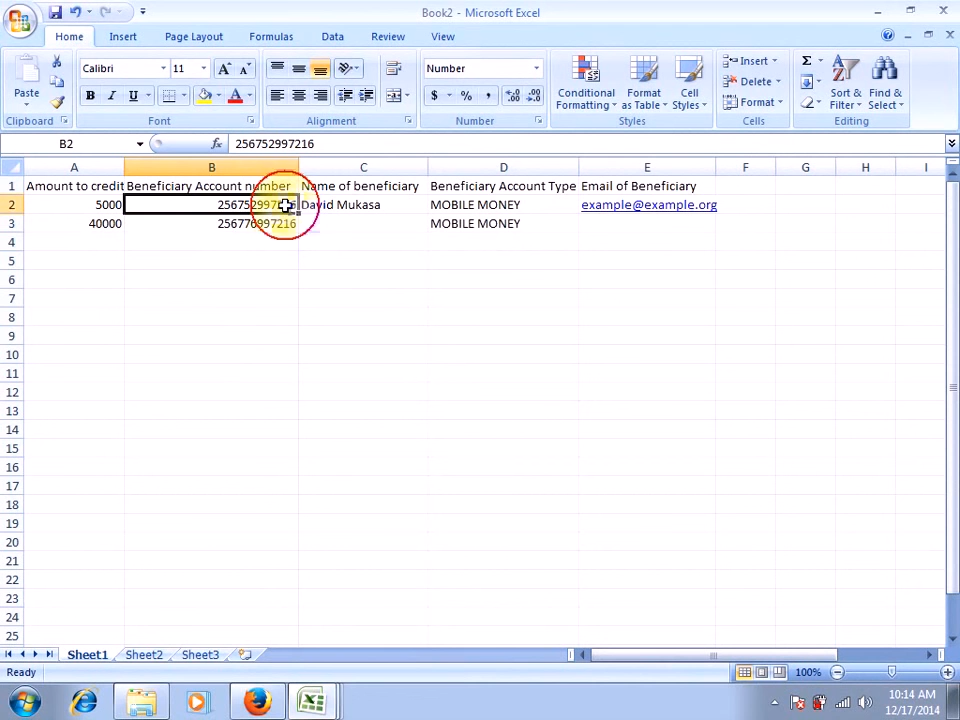 Book2 - Microsoft Excel
Home Insert Page Layout Formulas Data Review View
Paste
Calibri 11
Number
Conditional Formatting
Format as Table
Cell Styles
Insert
Delete
Format
Sort & Filter
Find & Select
Clipboard Font Alignment Number Styles Cells Editing
B2 fx 256752997216
A B C D E F G H I
1 Amount to credit Beneficiary Account number Name of beneficiary Beneficiary Account Type Email of Beneficiary
2 5000 256752997216 David Mukasa MOBILE MONEY example@example.org
3 40000 256776997216 MOBILE MONEY
4
5
6
7
8
9
10
11
12
13
14
15
16
17
18
19
20
21
22
23
24
25
Sheet1 Sheet2 Sheet3
Ready 100%
10:14 AM
12/17/2014